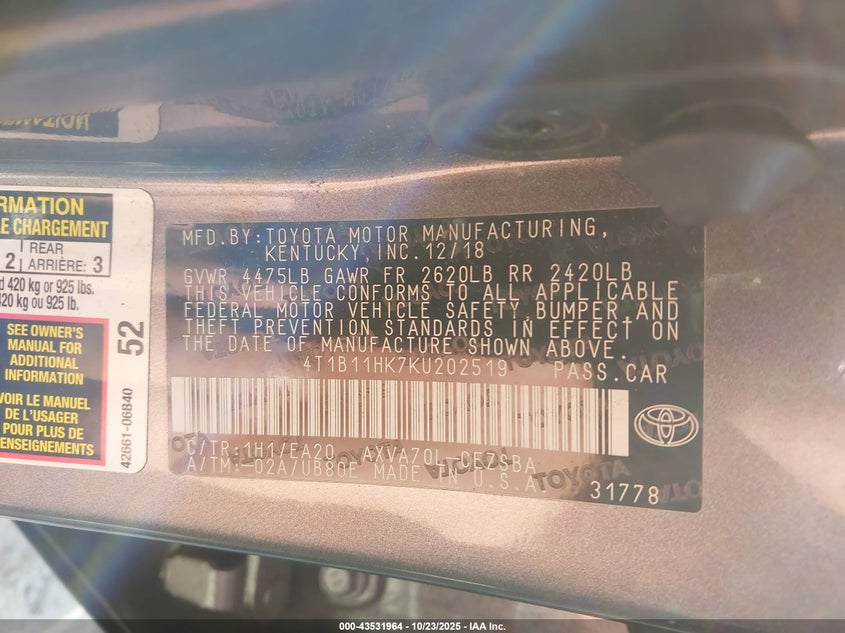 RMATION
LE CHARGEMENT
2 REAR
ARRIÈRE: 3
420 kg or 925 lbs.
420 kg ou 925 lb.
SEE OWNER'S
MANUAL FOR
ADDITIONAL
INFORMATION
VOIR LE MANUEL
DE L'USAGER
POUR PLUS DE
RENSEIGNEMENTS
52
42661-06B40
MFD.BY:TOYOTA MOTOR MANUFACTURING,
KENTUCKY,INC.12/18
GVWR 4475LB GAWR FR 2620LB RR 2420LB
THIS VEHICLE CONFORMS TO ALL APPLICABLE
FEDERAL MOTOR VEHICLE SAFETY,BUMPER,AND
THEFT PREVENTION STANDARDS IN EFFECT ON
THE DATE OF MANUFACTURE SHOWN ABOVE.
4T1B11HK7KU202519 PASS.CAR
C/TR:1H1/EA20 AXVA70L-CEZSBA
A/TM:-02A/UB80E MADE IN U.S.A.
31778
TOYOTA
000-43531964 - 10/23/2025 - IAA Inc.